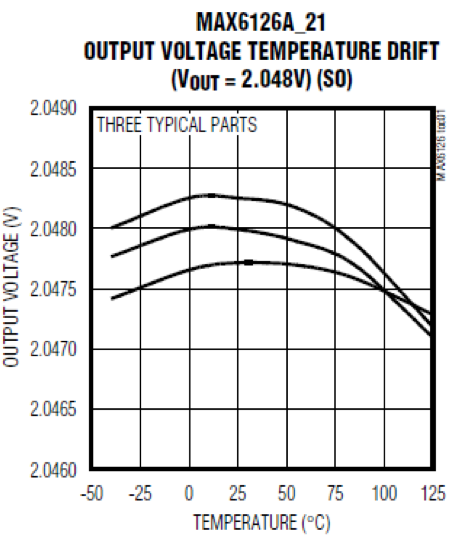 MAX6126A_21
OUTPUT VOLTAGE TEMPERATURE DRIFT
(VOUT = 2.048V) (SO)
MAX6126 toc01
THREE TYPICAL PARTS
OUTPUT VOLTAGE (V)
2.0490
2.0485
2.0480
2.0475
2.0470
2.0465
2.0460
-50 -25 0 25 50 75 100 125
TEMPERATURE (°C)